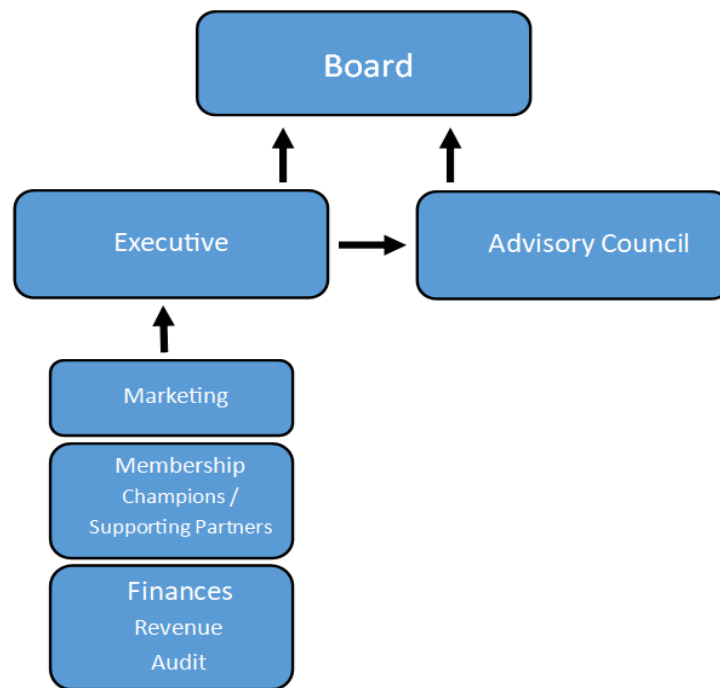 Board
Executive
Advisory Council
Marketing
Membership
Champions /
Supporting Partners
Finances
Revenue
Audit